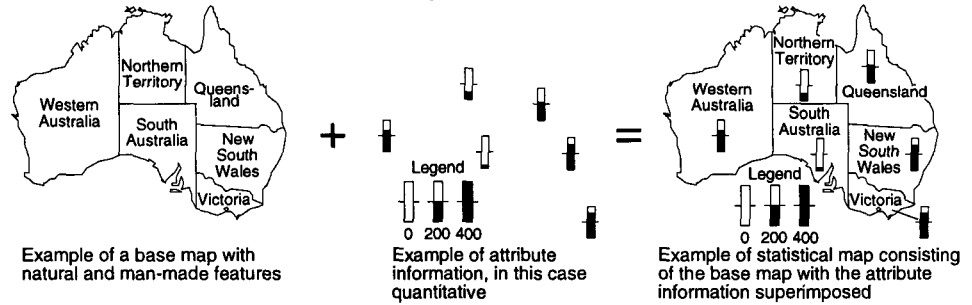 Northern
Territory
Queens-
land
Western
Australia
South
Australia
New
South
Wales
Victoria
Example of a base map with
natural and man-made features
+
Legend
0 200 400
Example of attribute
information, in this case
quantitative
=
Northern
Territory
Queensland
Western Australia
South
Australia
New
South
Wales
Victoria
Legend
0 200 400
Example of statistical map consisting
of the base map with the attribute
information superimposed